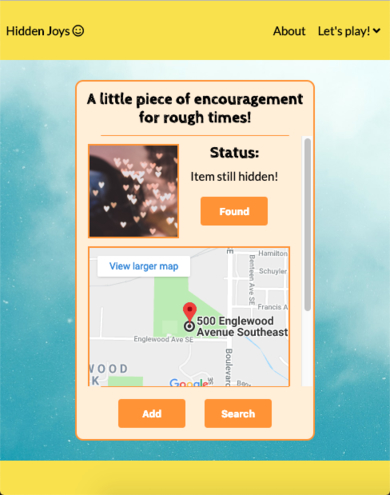 Hidden Joys
About
Let's play!
A little piece of encouragement
for rough times!
Status:
Item still hidden!
Found
View larger map
Hamilton
Schuyler
Benteen Ave SE
Francis A
500 Englewood
Avenue Southeast
Englewood Ave SE
Boulevard
WOOD
K
Google
Add
Search